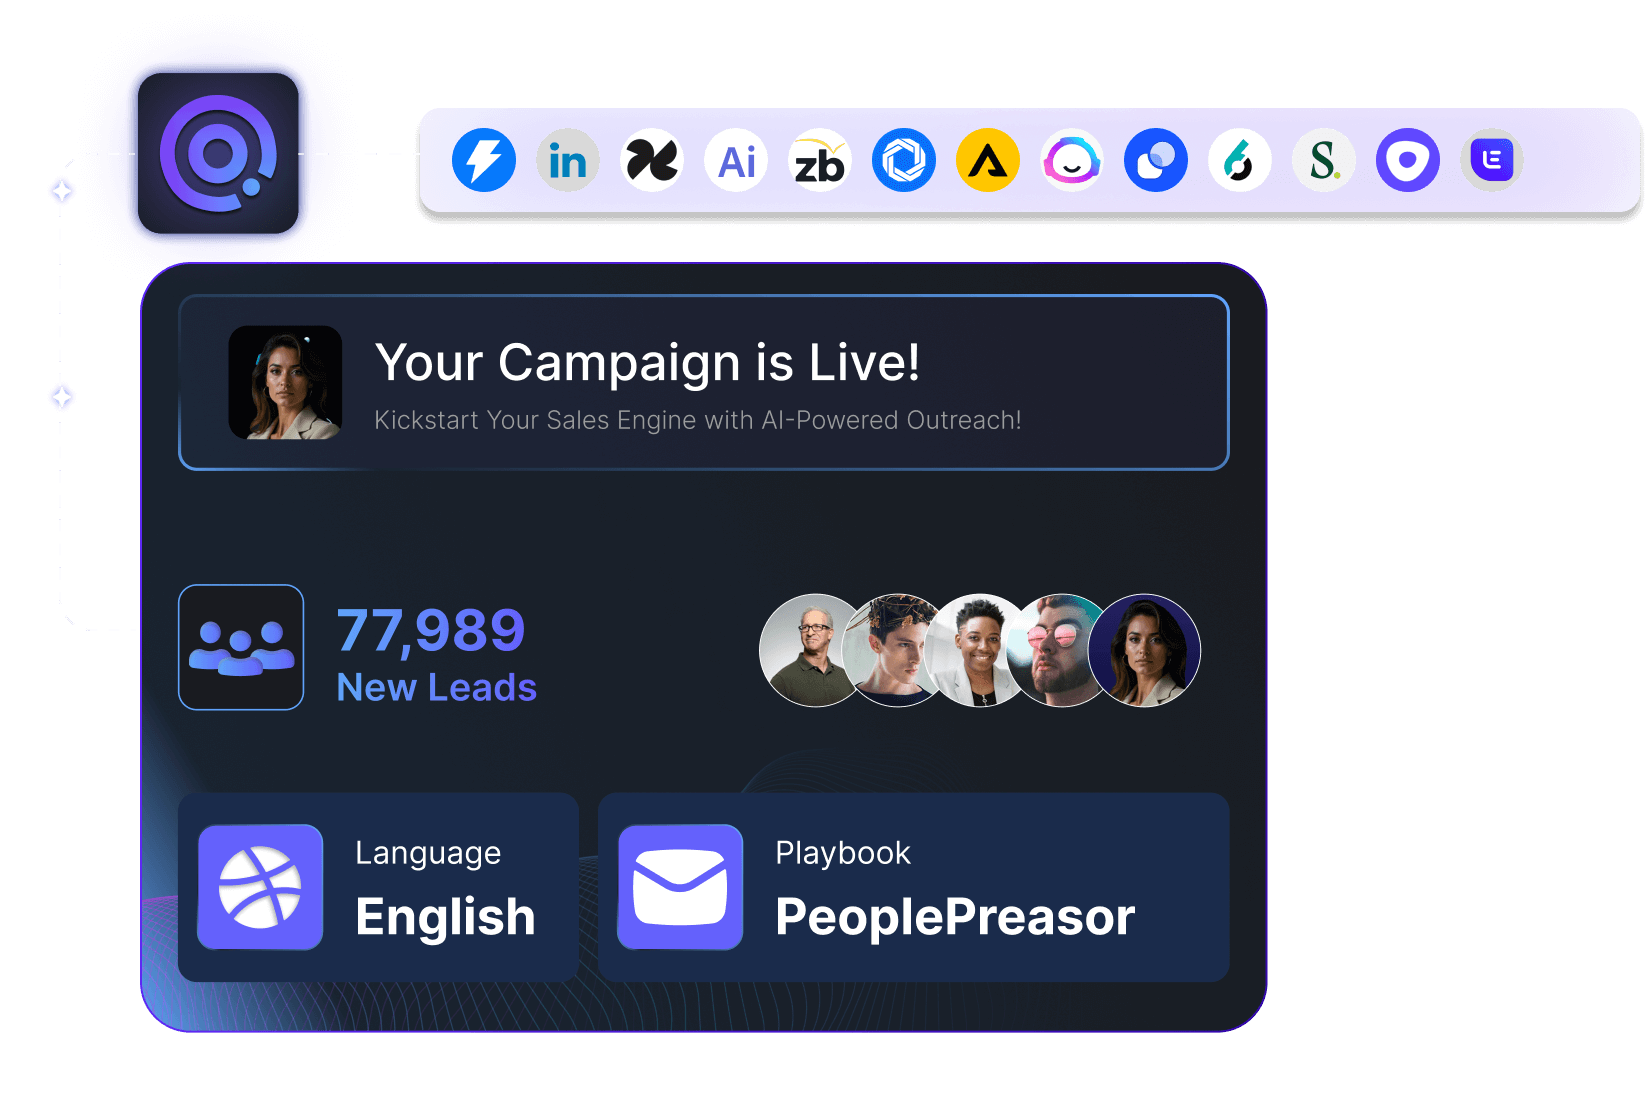 in
Ai
zb
S.
LE
Your Campaign is Live!
Kickstart Your Sales Engine with AI-Powered Outreach!
77,989
New Leads
Language
English
Playbook
PeoplePreasor